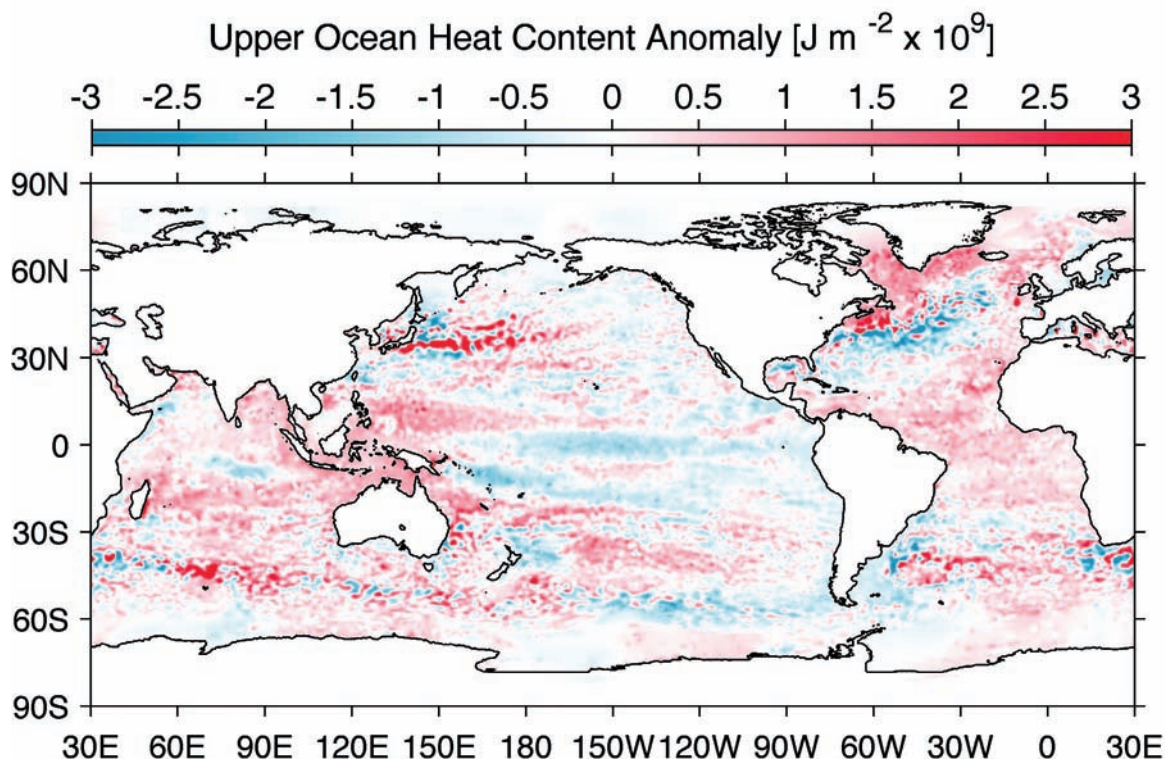 Upper Ocean Heat Content Anomaly [J m⁻² x 10⁹]
-3 -2.5 -2 -1.5 -1 -0.5 0 0.5 1 1.5 2 2.5 3
90N
60N
30N
0
30S
60S
90S
30E 60E 90E 120E 150E 180 150W 120W 90W 60W 30W 0 30E